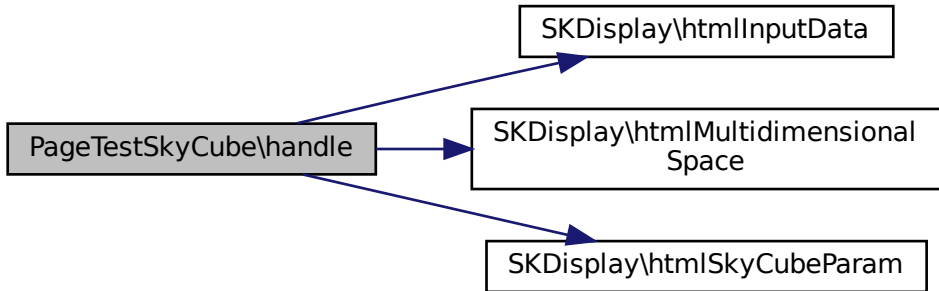 SKDisplay\htmlInputData
PageTestSkyCube\handle
SKDisplay\htmlMultidimensional
Space
SKDisplay\htmlSkyCubeParam